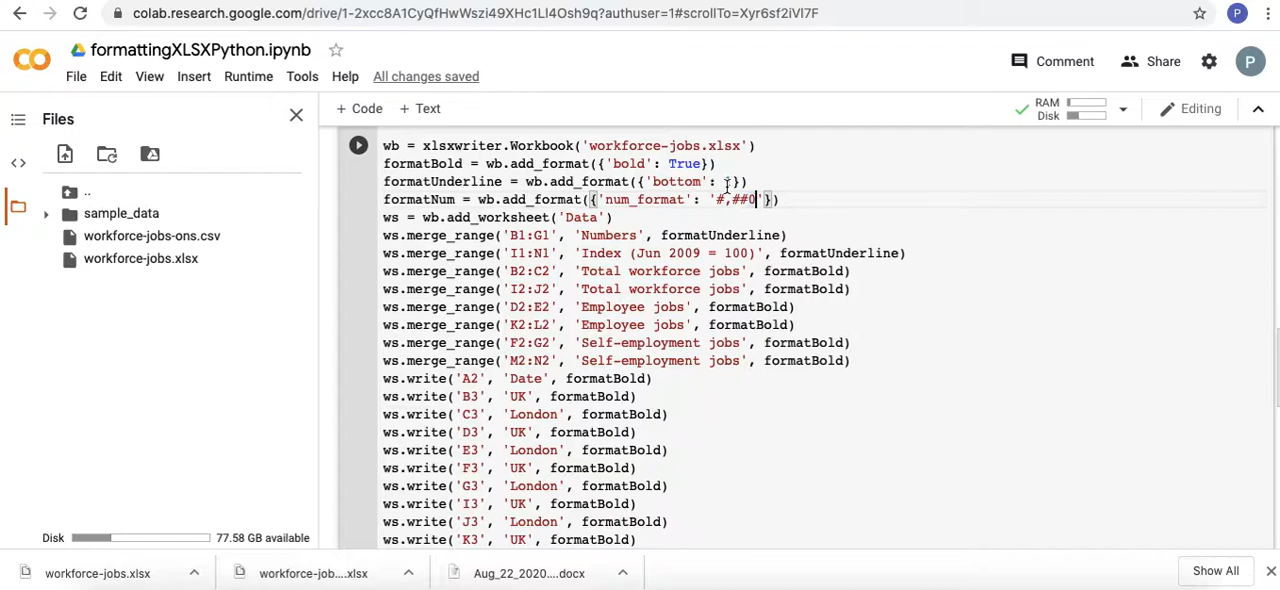 colab.research.google.com/drive/1-2xcc8A1CyQfHwWszi49XHc1LI4Osh9q?authuser=1#scrollTo=Xyr6sf2iVI7F
P
CO
formattingXLSXPython.ipynb
File Edit View Insert Runtime Tools Help All changes saved
Comment Share P
Files
+ Code + Text
RAM
Disk
Editing
..
sample_data
workforce-jobs-ons.csv
workforce-jobs.xlsx
Disk 77.58 GB available
wb = xlsxwriter.Workbook('workforce-jobs.xlsx')
formatBold = wb.add_format({'bold': True})
formatUnderline = wb.add_format({'bottom': })
formatNum = wb.add_format({'num_format': '#,##0'})
ws = wb.add_worksheet('Data')
ws.merge_range('B1:G1', 'Numbers', formatUnderline)
ws.merge_range('I1:N1', 'Index (Jun 2009 = 100)', formatUnderline)
ws.merge_range('B2:C2', 'Total workforce jobs', formatBold)
ws.merge_range('I2:J2', 'Total workforce jobs', formatBold)
ws.merge_range('D2:E2', 'Employee jobs', formatBold)
ws.merge_range('K2:L2', 'Employee jobs', formatBold)
ws.merge_range('F2:G2', 'Self-employment jobs', formatBold)
ws.merge_range('M2:N2', 'Self-employment jobs', formatBold)
ws.write('A2', 'Date', formatBold)
ws.write('B3', 'UK', formatBold)
ws.write('C3', 'London', formatBold)
ws.write('D3', 'UK', formatBold)
ws.write('E3', 'London', formatBold)
ws.write('F3', 'UK', formatBold)
ws.write('G3', 'London', formatBold)
ws.write('I3', 'UK', formatBold)
ws.write('J3', 'London', formatBold)
ws.write('K3', 'UK', formatBold)
workforce-jobs.xlsx workforce-job....xlsx Aug_22_2020....docx Show All